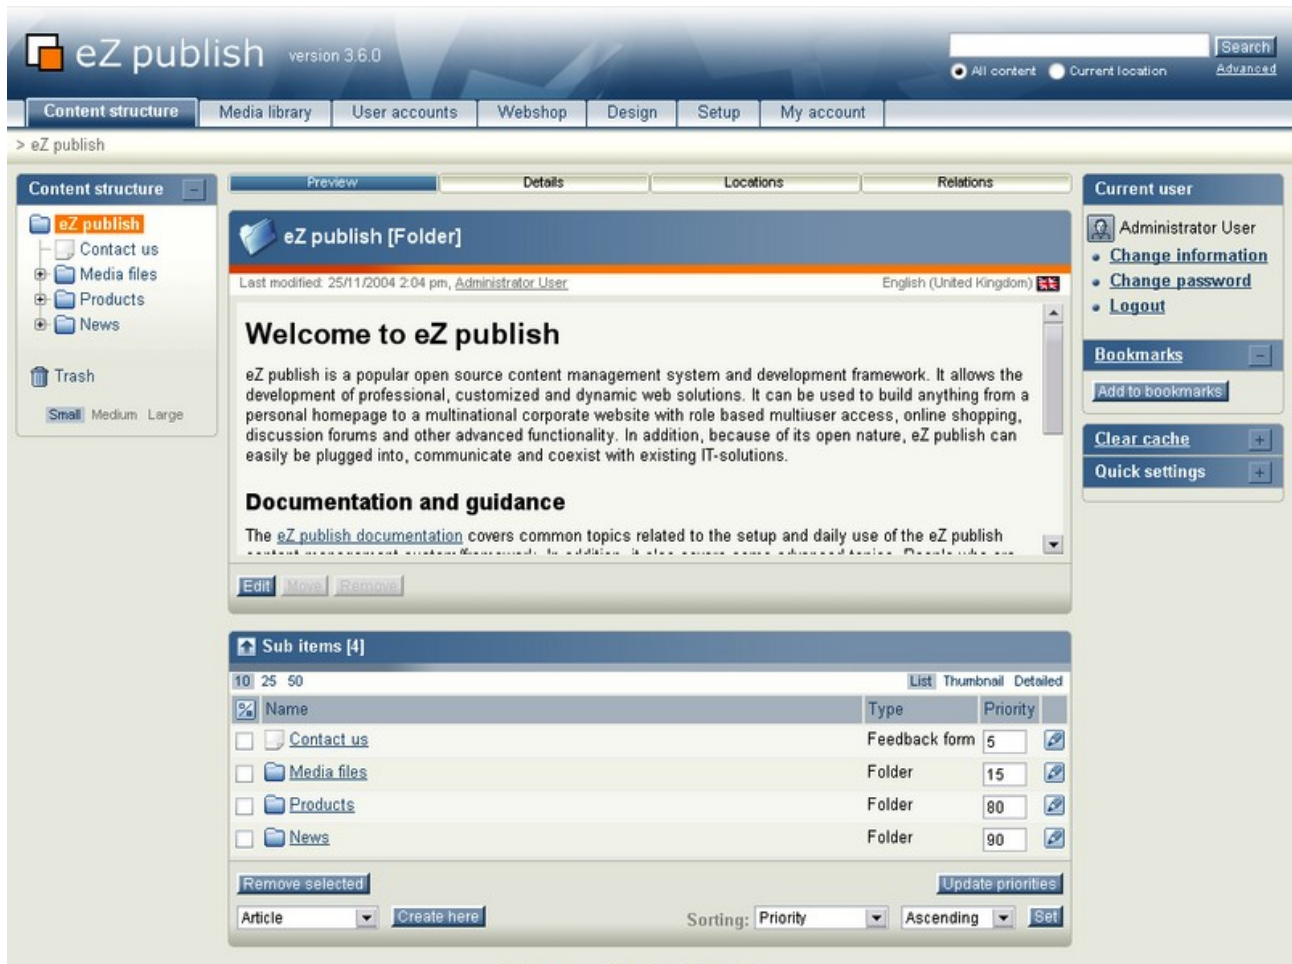 eZ publish version 3.6.0
Search
All content Current location Advanced
Content structure Media library User accounts Webshop Design Setup My account
> eZ publish
Content structure
eZ publish
Contact us
Media files
Products
News
Trash
Small Medium Large
Preview Details Locations Relations
eZ publish [Folder]
Last modified: 25/11/2004 2:04 pm, Administrator User English (United Kingdom)
Welcome to eZ publish
eZ publish is a popular open source content management system and development framework. It allows the
development of professional, customized and dynamic web solutions. It can be used to build anything from a
personal homepage to a multinational corporate website with role based multiuser access, online shopping,
discussion forums and other advanced functionality. In addition, because of its open nature, eZ publish can
easily be plugged into, communicate and coexist with existing IT-solutions.
Documentation and guidance
The eZ publish documentation covers common topics related to the setup and daily use of the eZ publish
Edit Move Remove
Sub items [4]
10 25 50 List Thumbnail Detailed
Name Type Priority
Contact us Feedback form 5
Media files Folder 15
Products Folder 80
News Folder 90
Remove selected Update priorities
Article Create here Sorting: Priority Ascending Set
Current user
Administrator User
Change information
Change password
Logout
Bookmarks
Add to bookmarks
Clear cache
Quick settings